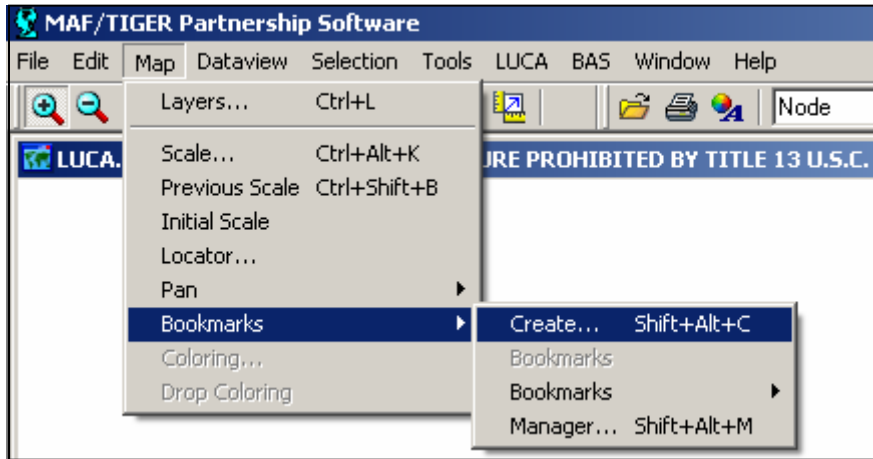 MAF/TIGER Partnership Software
File Edit Map Dataview Selection Tools LUCA BAS Window Help
Layers... Ctrl+L
Node
Scale... Ctrl+Alt+K
LUCA. URE PROHIBITED BY TITLE 13 U.S.C.
Previous Scale Ctrl+Shift+B
Initial Scale
Locator...
Pan
Bookmarks
Coloring...
Drop Coloring
Create... Shift+Alt+C
Bookmarks
Bookmarks
Manager... Shift+Alt+M